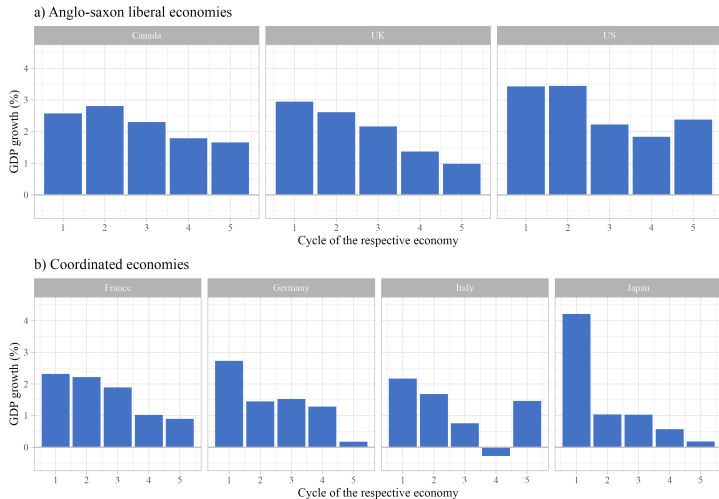 a) Anglo-saxon liberal economies
Canada UK US
GDP growth (%)
4
3
2
1
0
1 2 3 4 5 1 2 3 4 5 1 2 3 4 5
Cycle of the respective economy
b) Coordinated economies
France Germany Italy Japan
GDP growth (%)
4
3
2
1
0
1 2 3 4 5 1 2 3 4 5 1 2 3 4 5 1 2 3 4 5
Cycle of the respective economy